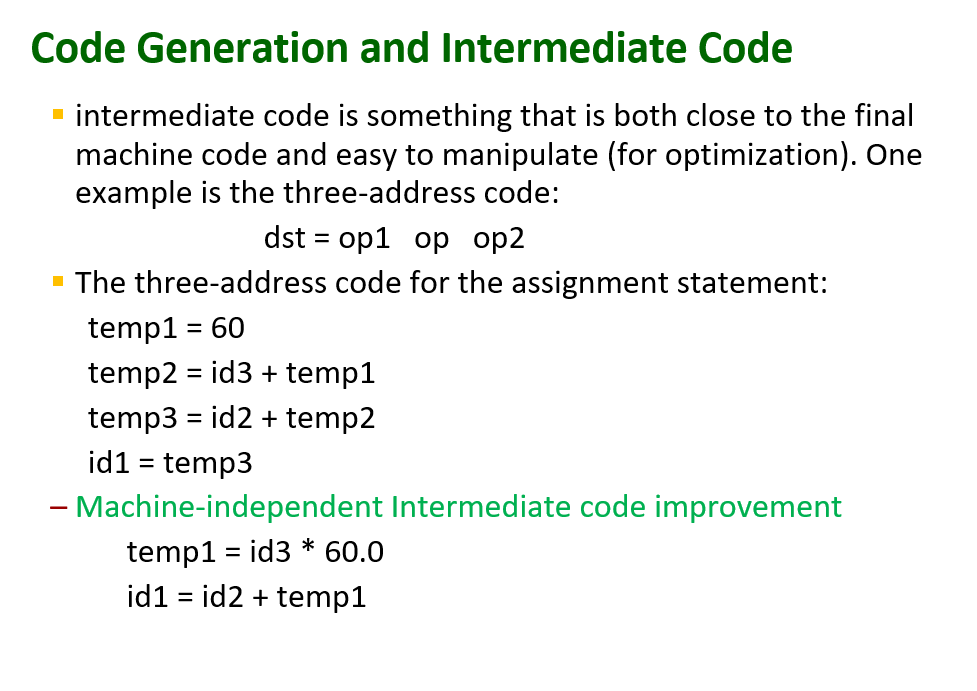 Code Generation and Intermediate Code
▪ intermediate code is something that is both close to the final
machine code and easy to manipulate (for optimization). One
example is the three-address code:
dst = op1 op op2
▪ The three-address code for the assignment statement:
temp1 = 60
temp2 = id3 + temp1
temp3 = id2 + temp2
id1 = temp3
– Machine-independent Intermediate code improvement
temp1 = id3 * 60.0
id1 = id2 + temp1